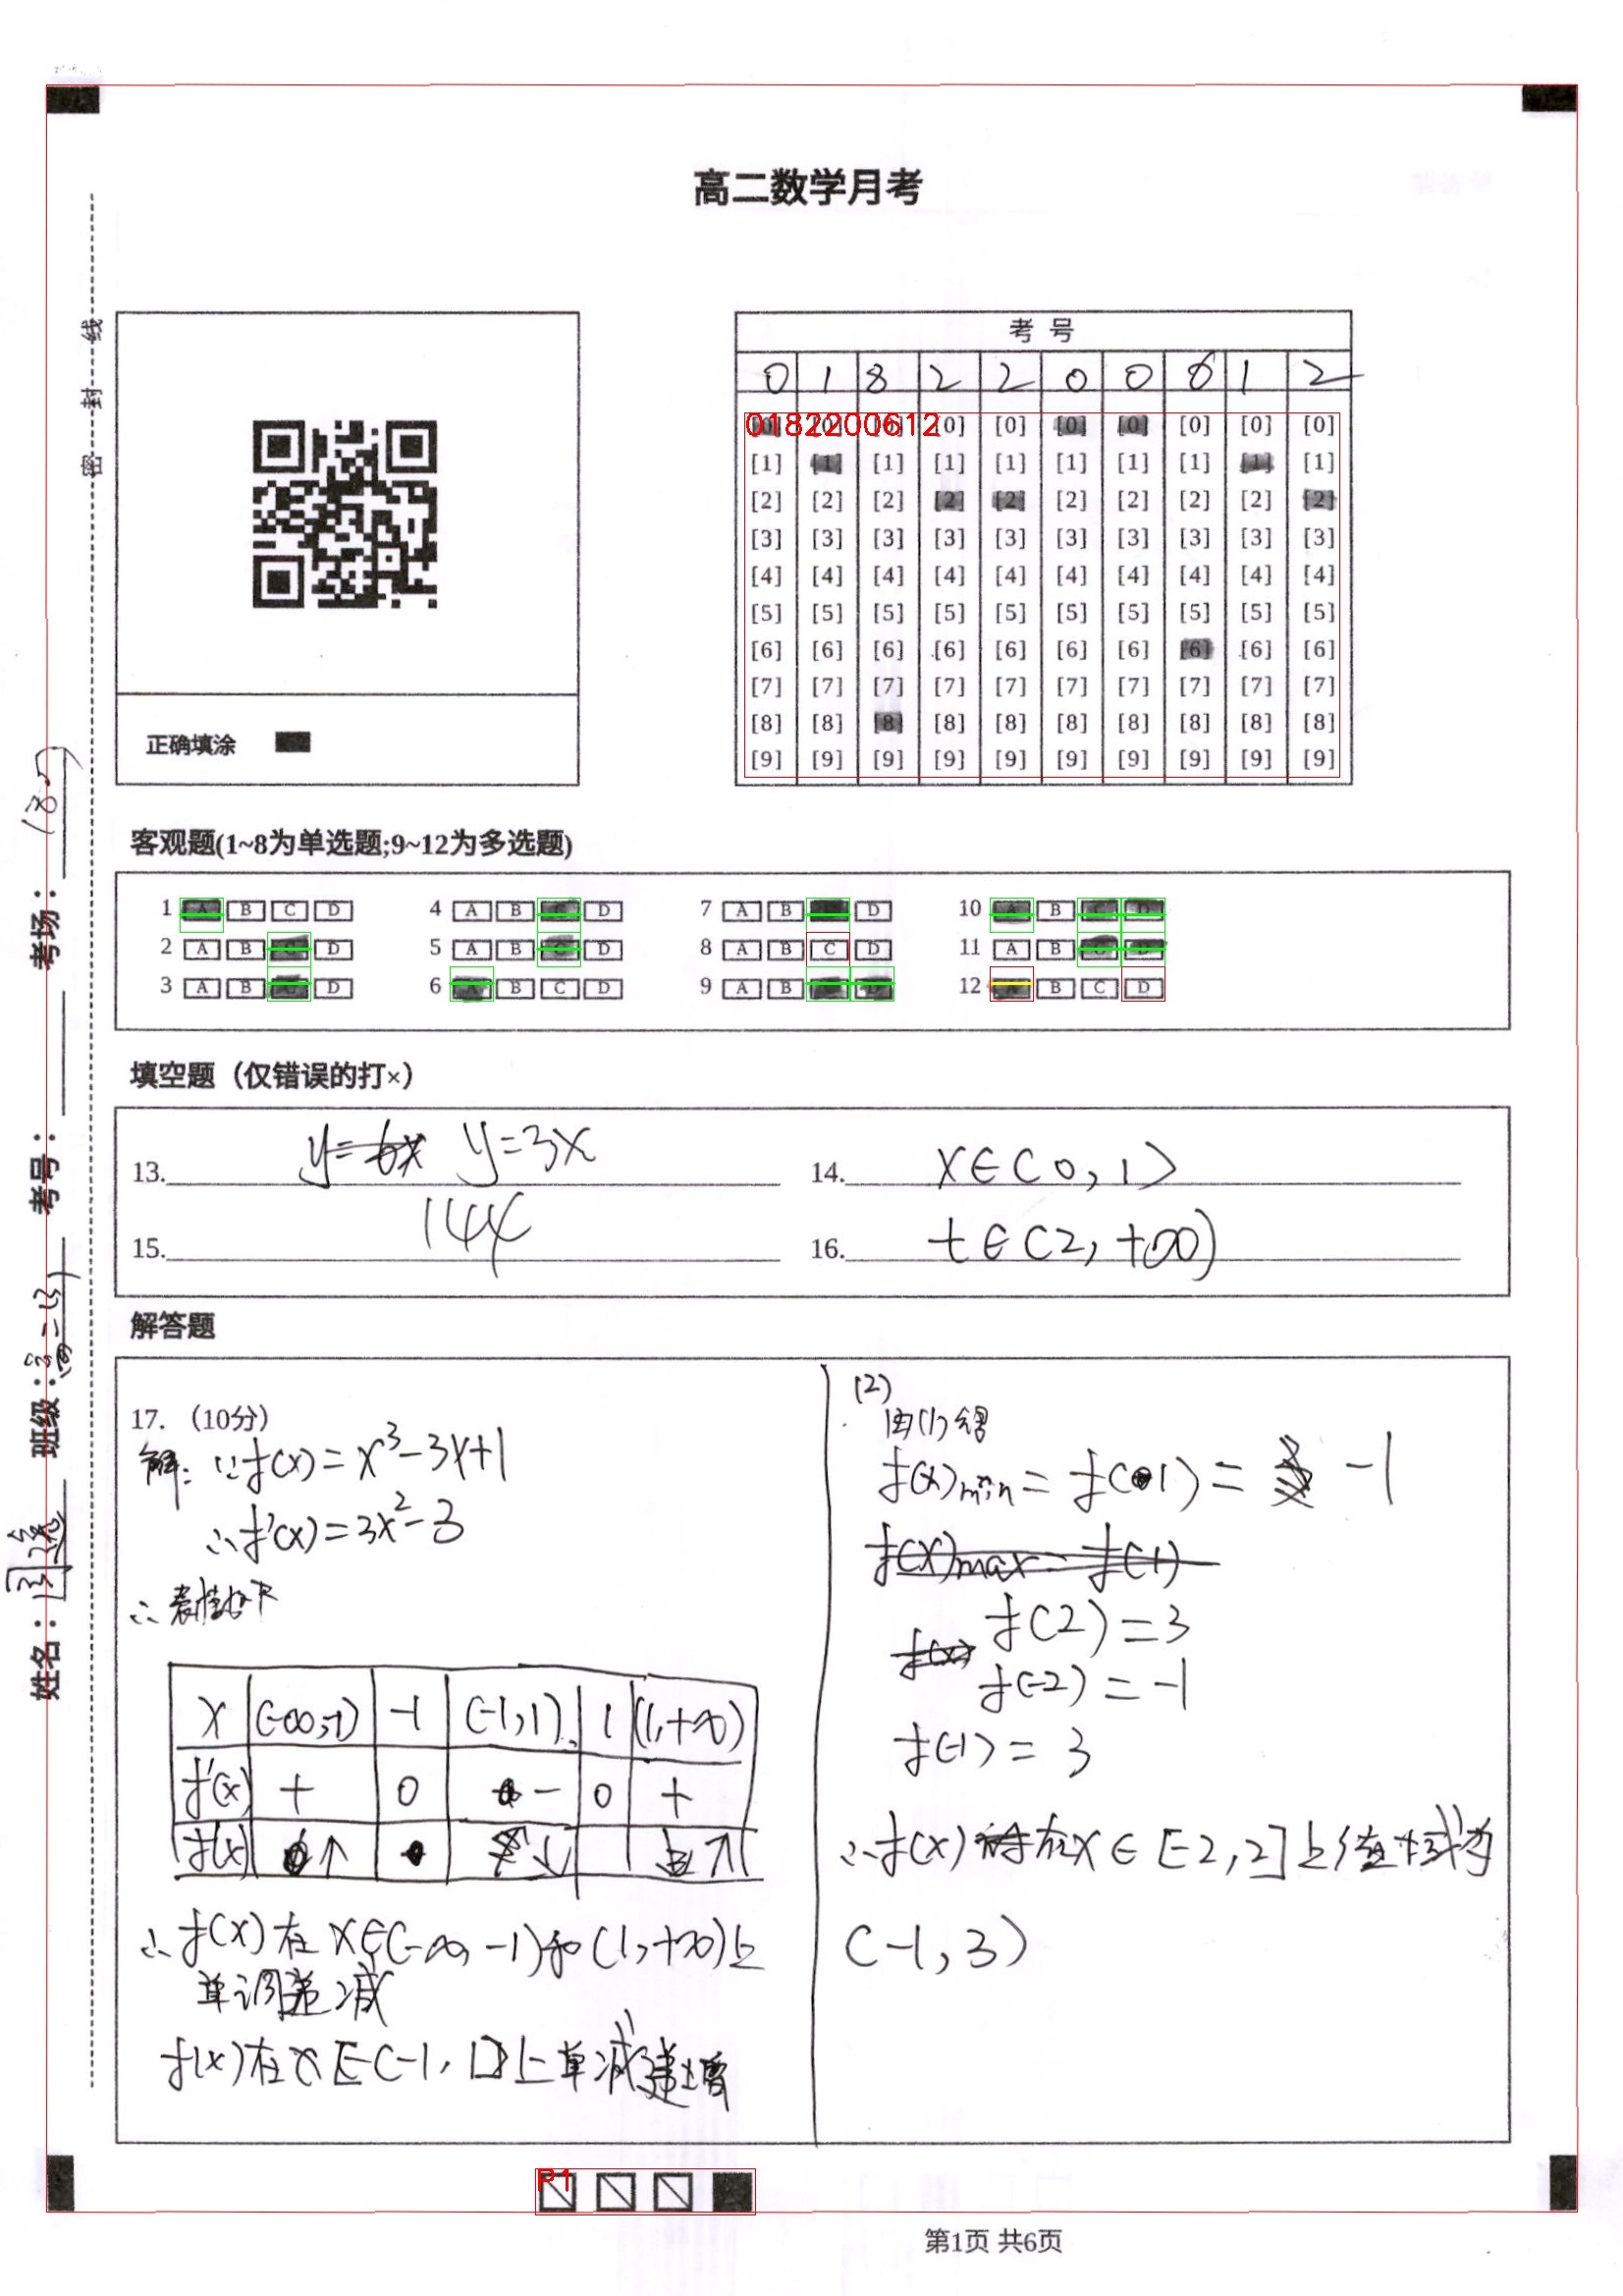 高二数学月考
考 号
0 1 8 2 2 0 0 6 1 2
0182200612
[0] [0] [0] [0] [0] [0] [0] [0] [0] [0]
[1] [1] [1] [1] [1] [1] [1] [1] [1] [1]
[2] [2] [2] [2] [2] [2] [2] [2] [2] [2]
[3] [3] [3] [3] [3] [3] [3] [3] [3] [3]
[4] [4] [4] [4] [4] [4] [4] [4] [4] [4]
[5] [5] [5] [5] [5] [5] [5] [5] [5] [5]
[6] [6] [6] [6] [6] [6] [6] [6] [6] [6]
[7] [7] [7] [7] [7] [7] [7] [7] [7] [7]
[8] [8] [8] [8] [8] [8] [8] [8] [8] [8]
[9] [9] [9] [9] [9] [9] [9] [9] [9] [9]
正确填涂
密 封 线
姓名： 班级： 考号： 考场：
客观题(1~8为单选题;9~12为多选题)
1 A B C D 4 A B C D 7 A B D 10 A B C D
2 A B C D 5 A B C D 8 A B C D 11 A B C D
3 A B C D 6 A B C D 9 A B C D 12 A B C D
填空题（仅错误的打×）
13. y=6x y=3x 14. x∈(0,1)
15. 144 16. t∈(2,+∞)
解答题
17. （10分）
解: ∵f(x)=x³-3x+1
∴f'(x)=3x²-3
∴表情如下
x (-∞,-1) -1 (-1,1) 1 (1,+∞)
f'(x) + 0 - 0 +
f(x) ↑ ↓ ↑
∴f(x)在x∈(-∞,-1)和(1,+∞)上
单调递减
f(x)在x∈(-1,1)上单减递增
(2)
由(1)得
f(x)min=f(1)= -1
f(x)max=f(1)
f(2)=3
f(x)
f(-2)=-1
f(-1)=3
∴f(x)在x∈[-2,2]上值域为
(-1,3)
P1
第1页 共6页